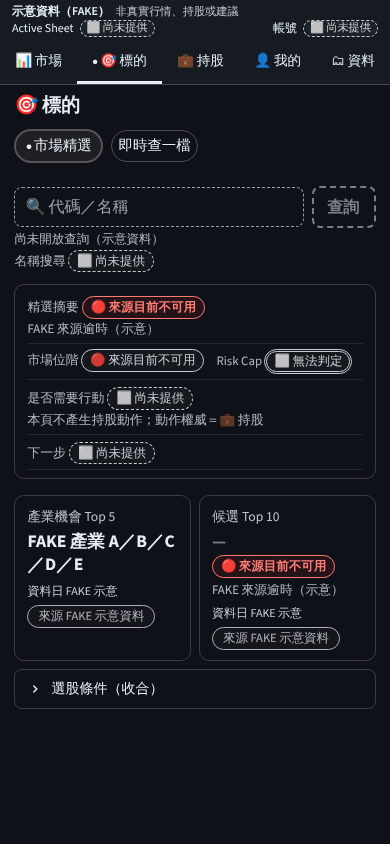 示意資料（FAKE） 非真實行情、持股或建議
Active Sheet ⬜ 尚未提供 帳號 ⬜ 尚未提供
📊 市場 ●🎯 標的 💼 持股 👤 我的 🗂 資料
🎯 標的
●市場精選 即時查一檔
🔍 代碼／名稱 查詢
尚未開放查詢（示意資料）
名稱搜尋 ⬜ 尚未提供
精選摘要 🔴 來源目前不可用
FAKE 來源逾時（示意）
市場位階 🔴 來源目前不可用 Risk Cap ⬜ 無法判定
是否需要行動 ⬜ 尚未提供
本頁不產生持股動作；動作權威＝💼 持股
下一步 ⬜ 尚未提供
產業機會 Top 5
FAKE 產業 A／B／C
／D／E
資料日 FAKE 示意
來源 FAKE 示意資料
候選 Top 10
—
🔴 來源目前不可用
FAKE 來源逾時（示意）
資料日 FAKE 示意
來源 FAKE 示意資料
› 選股條件（收合）